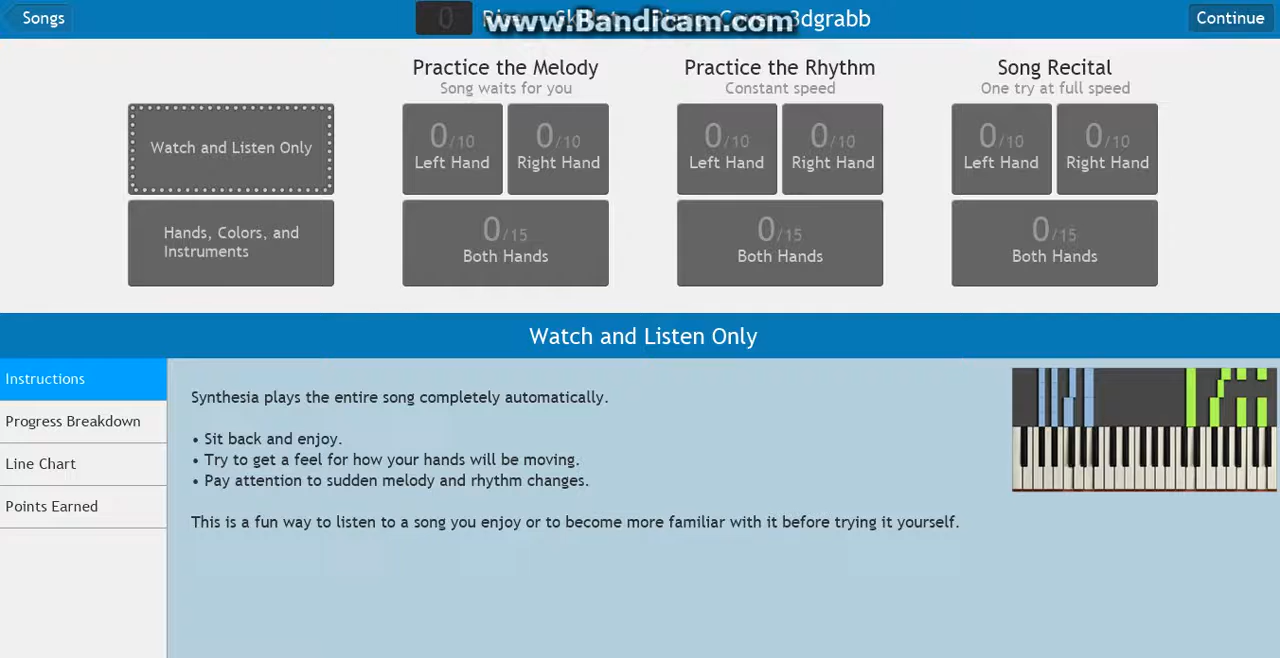 Songs
0
www.Bandicam.com
3dgrabb
Continue
Practice the Melody
Song waits for you
Practice the Rhythm
Constant speed
Song Recital
One try at full speed
Watch and Listen Only
0/10
Left Hand
0/10
Right Hand
0/10
Left Hand
0/10
Right Hand
0/10
Left Hand
0/10
Right Hand
Hands, Colors, and
Instruments
0/15
Both Hands
0/15
Both Hands
0/15
Both Hands
Watch and Listen Only
Instructions
Progress Breakdown
Line Chart
Points Earned
Synthesia plays the entire song completely automatically.
• Sit back and enjoy.
• Try to get a feel for how your hands will be moving.
• Pay attention to sudden melody and rhythm changes.
This is a fun way to listen to a song you enjoy or to become more familiar with it before trying it yourself.